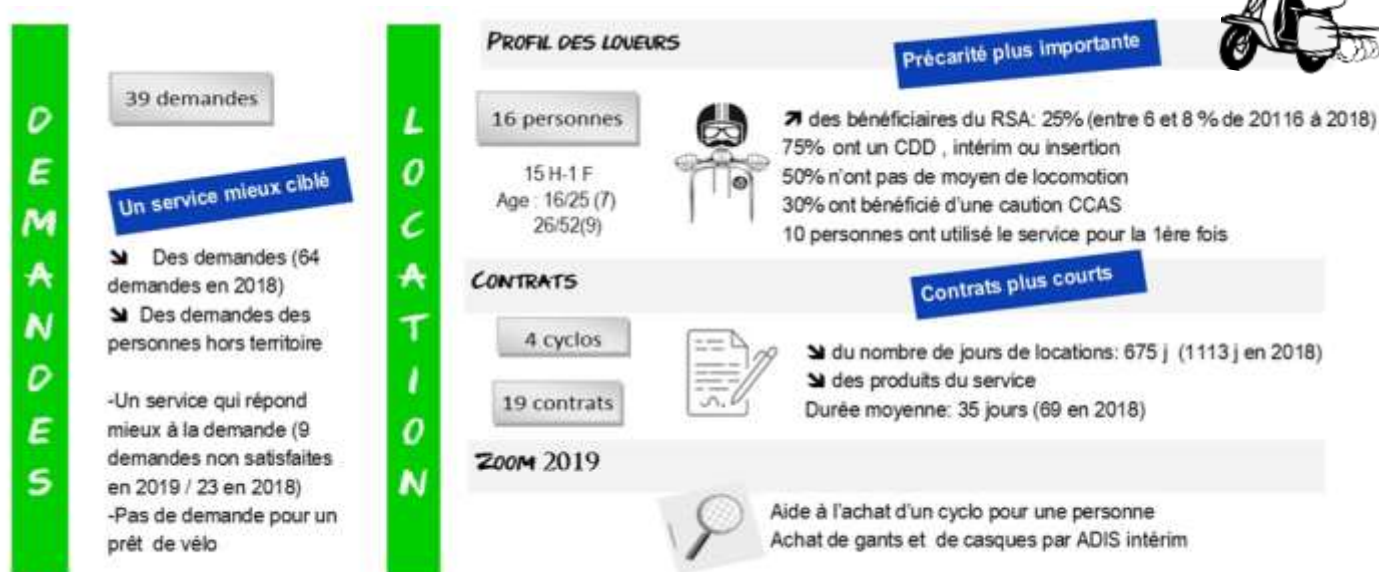 DEMANDES
39 demandes
Un service mieux ciblé
↘ Des demandes (64
demandes en 2018)
↘ Des demandes des
personnes hors territoire
-Un service qui répond
mieux à la demande (9
demandes non satisfaites
en 2019 / 23 en 2018)
-Pas de demande pour un
prêt de vélo
LOCATION
PROFIL DES LOUEURS
Précarité plus importante
16 personnes
15 H-1 F
Age : 16/25 (7)
26/52(9)
↗ des bénéficiaires du RSA: 25% (entre 6 et 8 % de 20116 à 2018)
75% ont un CDD , intérim ou insertion
50% n'ont pas de moyen de locomotion
30% ont bénéficié d'une caution CCAS
10 personnes ont utilisé le service pour la 1ère fois
CONTRATS
Contrats plus courts
4 cyclos
19 contrats
↘ du nombre de jours de locations: 675 j (1113 j en 2018)
↘ des produits du service
Durée moyenne: 35 jours (69 en 2018)
ZOOM 2019
Aide à l'achat d'un cyclo pour une personne
Achat de gants et de casques par ADIS intérim